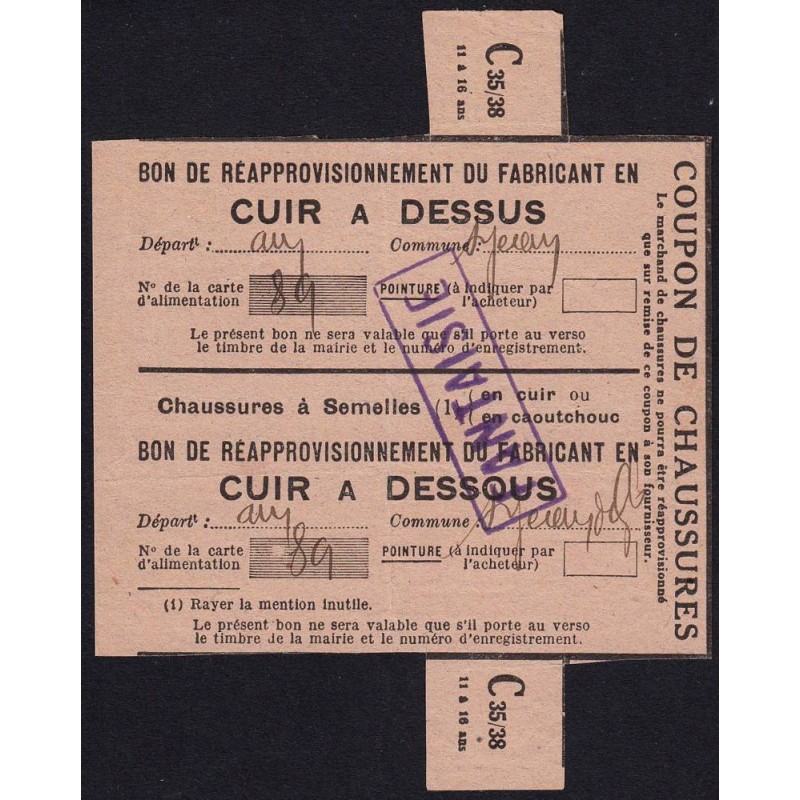 C 35/38
11 à 16 ans
BON DE RÉAPPROVISIONNEMENT DU FABRICANT EN
CUIR A DESSUS
Départt : Commune :
No de la carte
d'alimentation 89
POINTURE (à indiquer par
l'acheteur)
Le présent bon ne sera valable que s'il porte au verso
le timbre de la mairie et le numéro d'enregistrement.
Chaussures à Semelles (1) en cuir ou
en caoutchouc
FANTAISIE
BON DE RÉAPPROVISIONNEMENT DU FABRICANT EN
CUIR A DESSOUS
Départt : Commune :
No de la carte
d'alimentation 89
POINTURE (à indiquer par
l'acheteur)
(1) Rayer la mention inutile.
Le présent bon ne sera valable que s'il porte au verso
le timbre de la mairie et le numéro d'enregistrement.
COUPON DE CHAUSSURES
Le marchand de chaussures ne pourra être réapprovisionné
que sur remise de ce coupon à son fournisseur.
C 35/38
11 à 16 ans